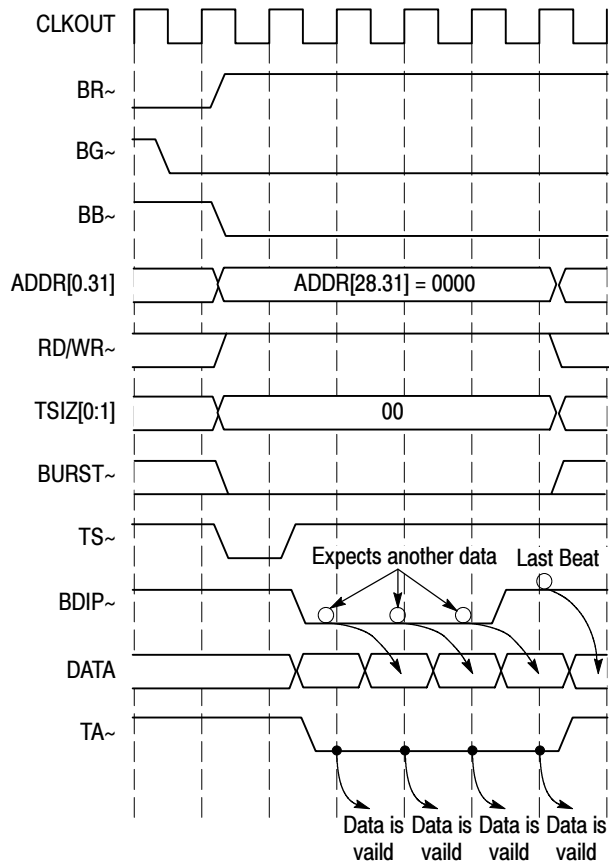 CLKOUT
BR~
BG~
BB~
ADDR[0.31]
ADDR[28.31] = 0000
RD/WR~
TSIZ[0:1]
00
BURST~
TS~
Expects another data
Last Beat
BDIP~
DATA
TA~
Data is
vaild
Data is
vaild
Data is
vaild
Data is
vaild